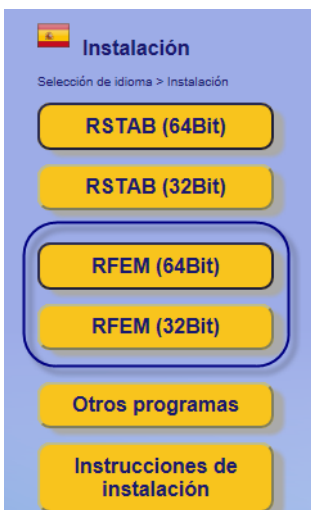 Instalación
Selección de idioma > Instalación
RSTAB (64Bit)
RSTAB (32Bit)
RFEM (64Bit)
RFEM (32Bit)
Otros programas
Instrucciones de
instalación